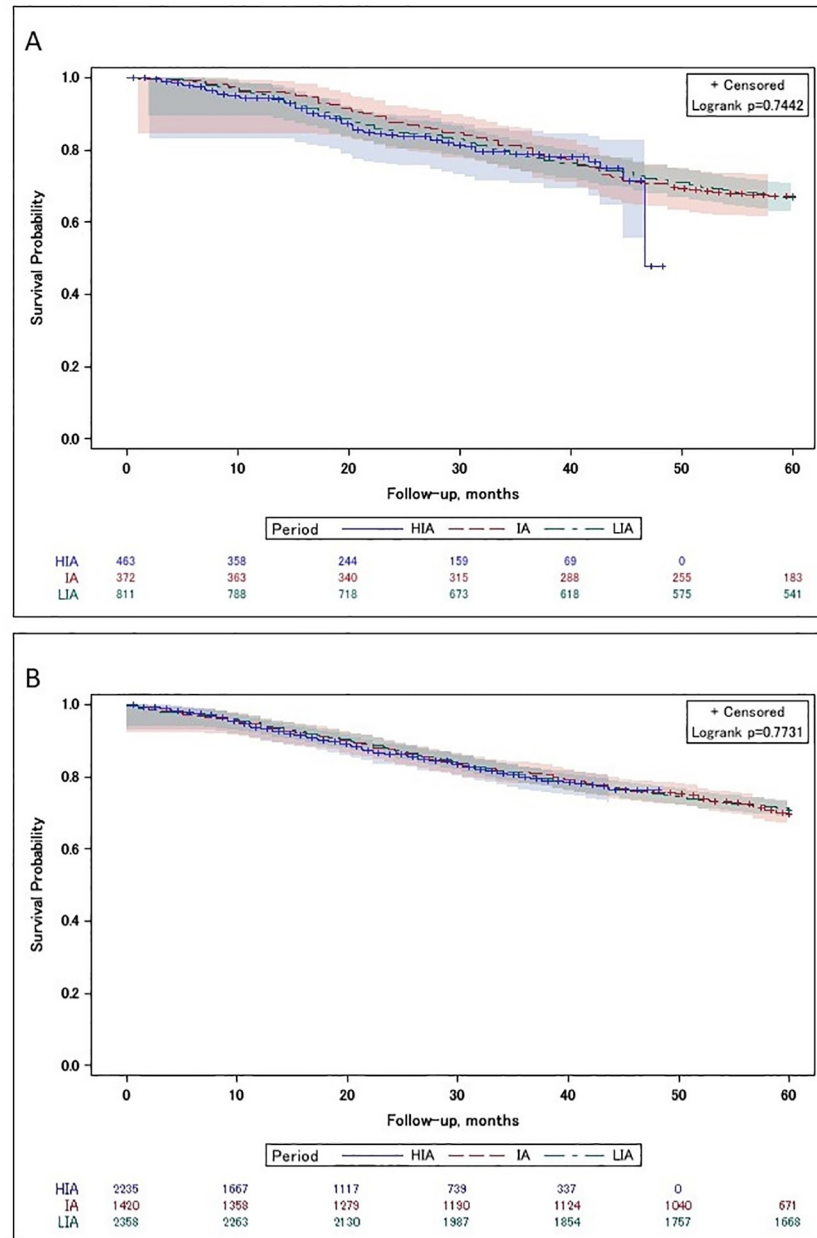 A
1.0
0.8
0.6
0.4
0.2
0.0
Survival Probability
+ Censored
Logrank p=0.7442
0 10 20 30 40 50 60
Follow-up, months
Period HIA IA LIA
HIA 463 358 244 159 69 0
IA 372 363 340 315 288 255 183
LIA 811 788 718 673 618 575 541
B
1.0
0.8
0.6
0.4
0.2
0.0
Survival Probability
+ Censored
Logrank p=0.7731
0 10 20 30 40 50 60
Follow-up, months
Period HIA IA LIA
HIA 2235 1667 1117 739 337 0
IA 1420 1358 1279 1190 1124 1040 671
LIA 2358 2263 2130 1987 1854 1757 1668